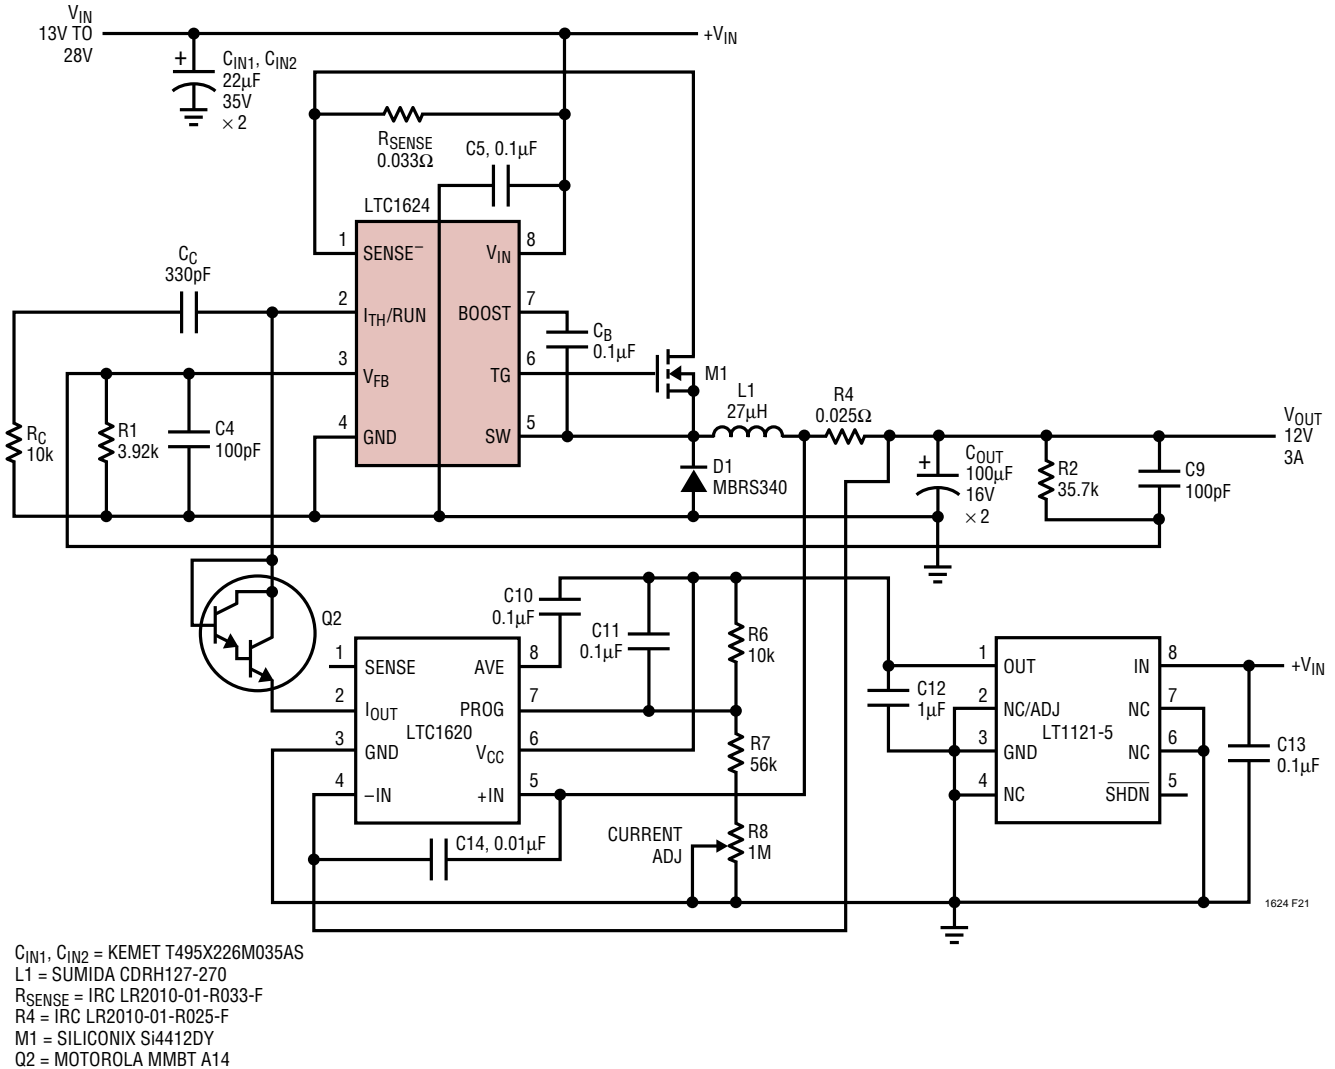 VIN
13V TO
28V
+VIN
+
CIN1, CIN2
22µF
35V
× 2
RSENSE
0.033Ω
C5, 0.1µF
LTC1624
1
SENSE–
8
VIN
CC
330pF
2
ITH/RUN
7
BOOST
CB
0.1µF
3
VFB
6
TG
M1
4
GND
5
SW
RC
10k
R1
3.92k
C4
100pF
D1
MBRS340
L1
27µH
R4
0.025Ω
+
COUT
100µF
16V
× 2
R2
35.7k
C9
100pF
VOUT
12V
3A
Q2
C10
0.1µF
C11
0.1µF
R6
10k
1
SENSE
8
AVE
2
IOUT
7
PROG
LTC1620
3
GND
6
VCC
4
–IN
5
+IN
R7
56k
C14, 0.01µF
CURRENT
ADJ
R8
1M
C12
1µF
1
OUT
8
IN
+VIN
2
NC/ADJ
7
NC
LT1121-5
3
GND
6
NC
4
NC
5
SHDN
C13
0.1µF
1624 F21
CIN1, CIN2 = KEMET T495X226M035AS
L1 = SUMIDA CDRH127-270
RSENSE = IRC LR2010-01-R033-F
R4 = IRC LR2010-01-R025-F
M1 = SILICONIX Si4412DY
Q2 = MOTOROLA MMBT A14